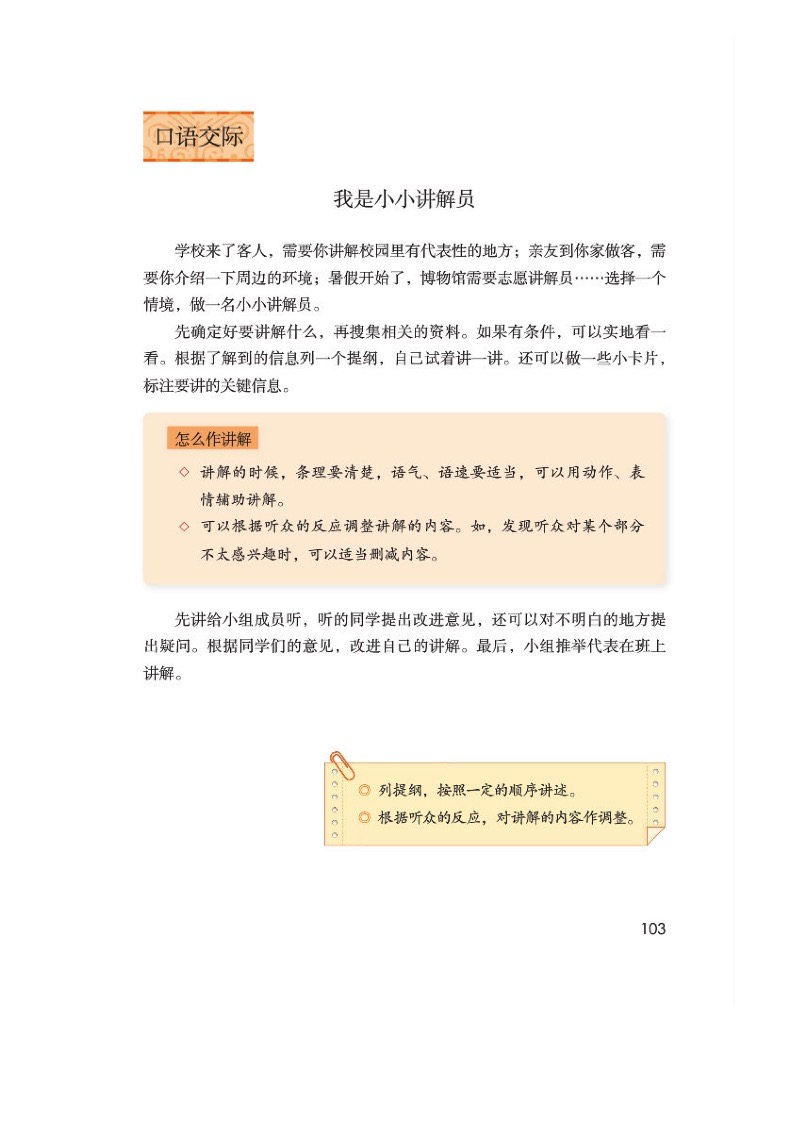 口语交际
我是小小讲解员
学校来了客人，需要你讲解校园里有代表性的地方；亲友到你家做客，需
要你介绍一下周边的环境；暑假开始了，博物馆需要志愿讲解员……选择一个
情境，做一名小小讲解员。
先确定好要讲解什么，再搜集相关的资料。如果有条件，可以实地看一
看。根据了解到的信息列一个提纲，自己试着讲一讲。还可以做一些小卡片，
标注要讲的关键信息。
怎么作讲解
◇ 讲解的时候，条理要清楚，语气、语速要适当，可以用动作、表
情辅助讲解。
◇ 可以根据听众的反应调整讲解的内容。如，发现听众对某个部分
不太感兴趣时，可以适当删减内容。
先讲给小组成员听，听的同学提出改进意见，还可以对不明白的地方提
出疑问。根据同学们的意见，改进自己的讲解。最后，小组推举代表在班上
讲解。
◎ 列提纲，按照一定的顺序讲述。
◎ 根据听众的反应，对讲解的内容作调整。
103